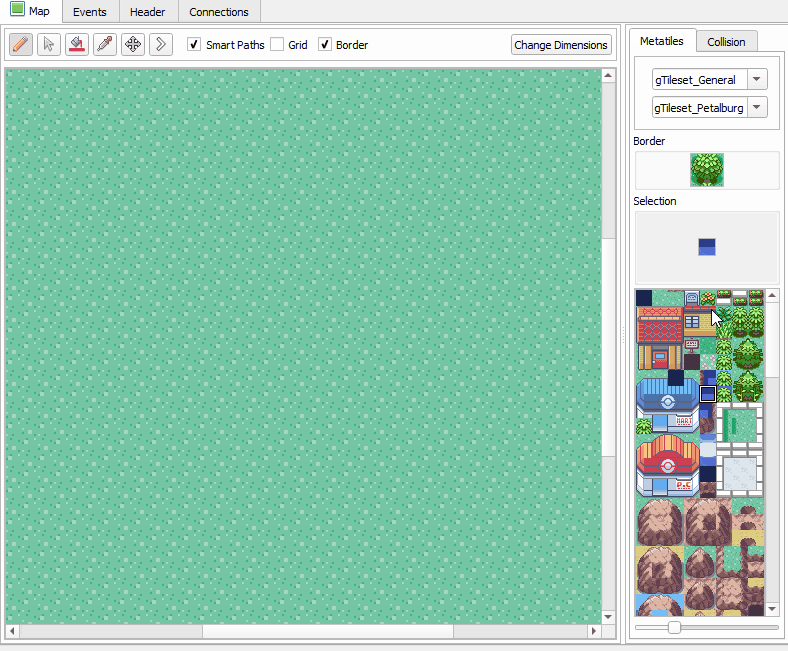 Map Events Header Connections
Smart Paths Grid Border Change Dimensions
Metatiles Collision
gTileset_General
gTileset_Petalburg
Border
Selection
MART
P.C